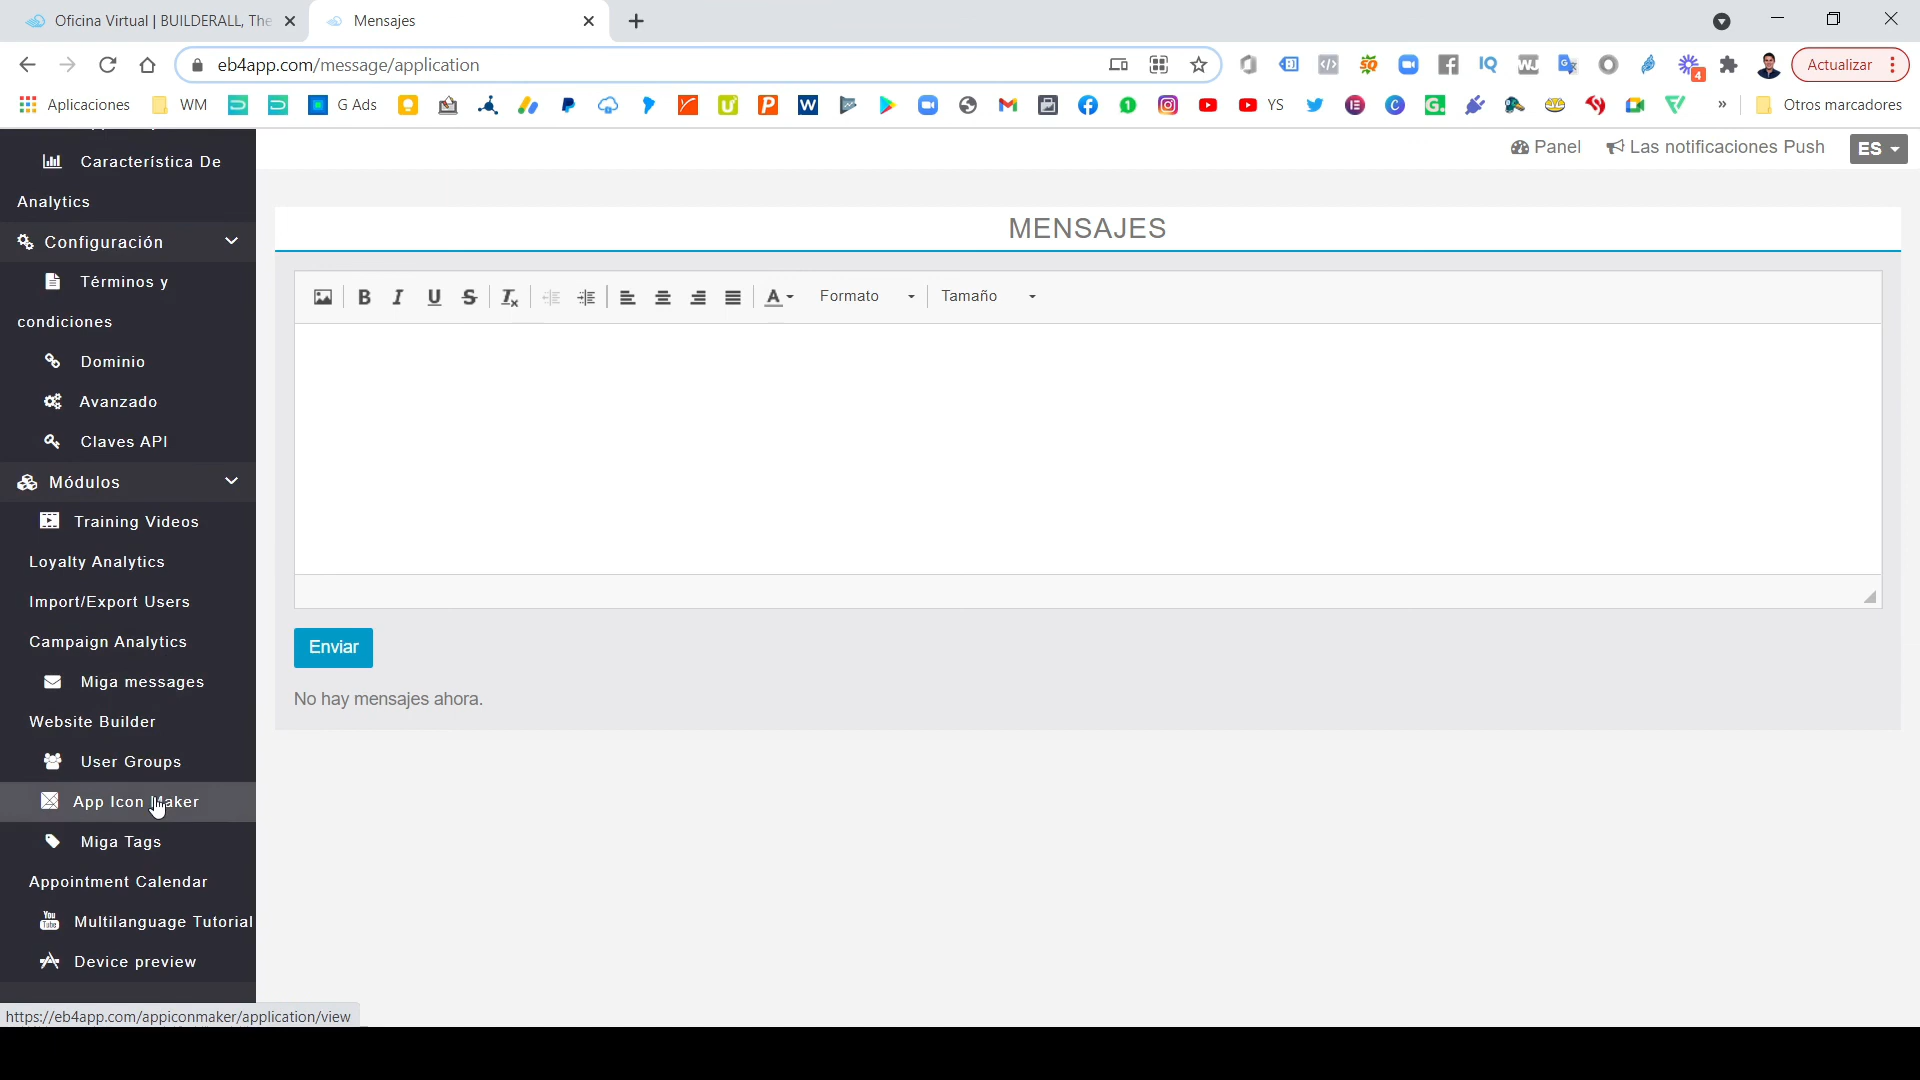 Oficina Virtual | BUILDERALL, The
Mensajes
eb4app.com/message/application
Actualizar
Aplicaciones
WM
G Ads
YS
»
Otros marcadores
Característica De
Analytics
Configuración
Términos y
condiciones
Dominio
Avanzado
Claves API
Módulos
Training Videos
Loyalty Analytics
Import/Export Users
Campaign Analytics
Miga messages
Website Builder
User Groups
App Icon Maker
Miga Tags
Appointment Calendar
Multilanguage Tutorial
Device preview
https://eb4app.com/appiconmaker/application/view
Panel
Las notificaciones Push
ES
MENSAJES
Formato
Tamaño
Enviar
No hay mensajes ahora.